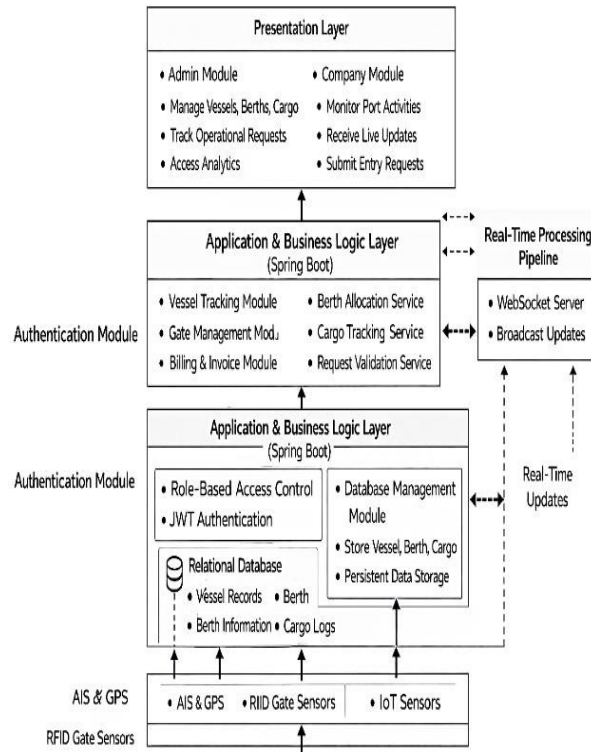 Presentation Layer
• Admin Module
• Manage Vessels, Berths, Cargo
• Track Operational Requests
• Access Analytics
• Company Module
• Monitor Port Activities
• Receive Live Updates
• Submit Entry Requests
Application & Business Logic Layer
(Spring Boot)
• Vessel Tracking Module
• Gate Management Mod
• Billing & Invoice Module
• Berth Allocation Service
• Cargo Tracking Service
• Request Validation Service
Authentication Module
Real-Time Processing
Pipeline
• WebSocket Server
• Broadcast Updates
Application & Business Logic Layer
(Spring Boot)
Authentication Module
• Role-Based Access Control
• JWT Authentication
• Database Management
Module
• Store Vessel, Berth, Cargo
• Persistent Data Storage
Real-Time
Updates
Relational Database
• Véssel Records
• Berth
• Berth Information
• Cargo Logs
AIS & GPS
• AIS & GPS
• RIID Gate Sensors
• IoT Sensors
RFID Gate Sensors